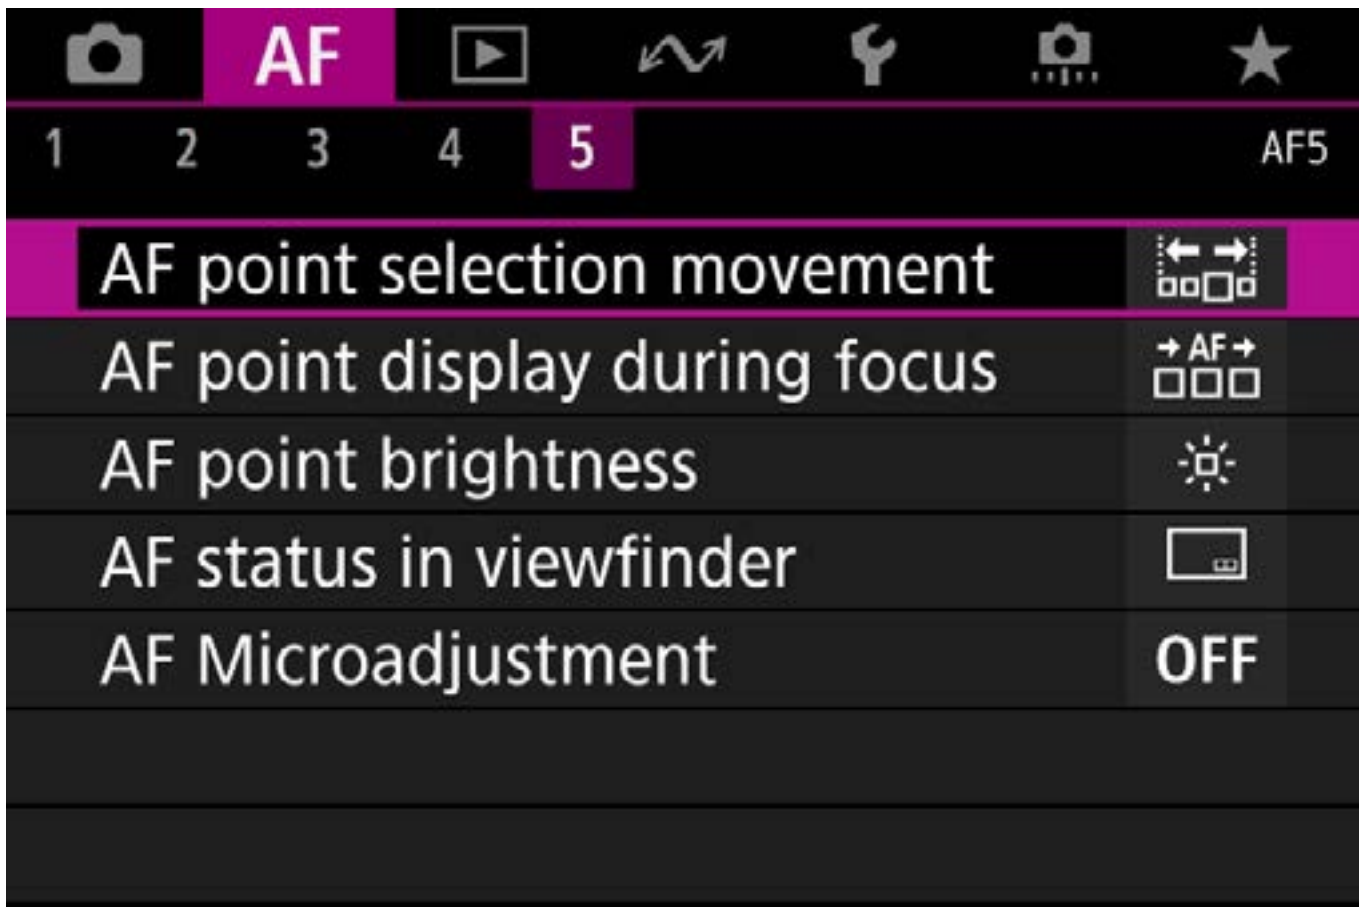 AF
1 2 3 4 5 AF5
AF point selection movement
AF point display during focus AF
AF point brightness
AF status in viewfinder
AF Microadjustment OFF